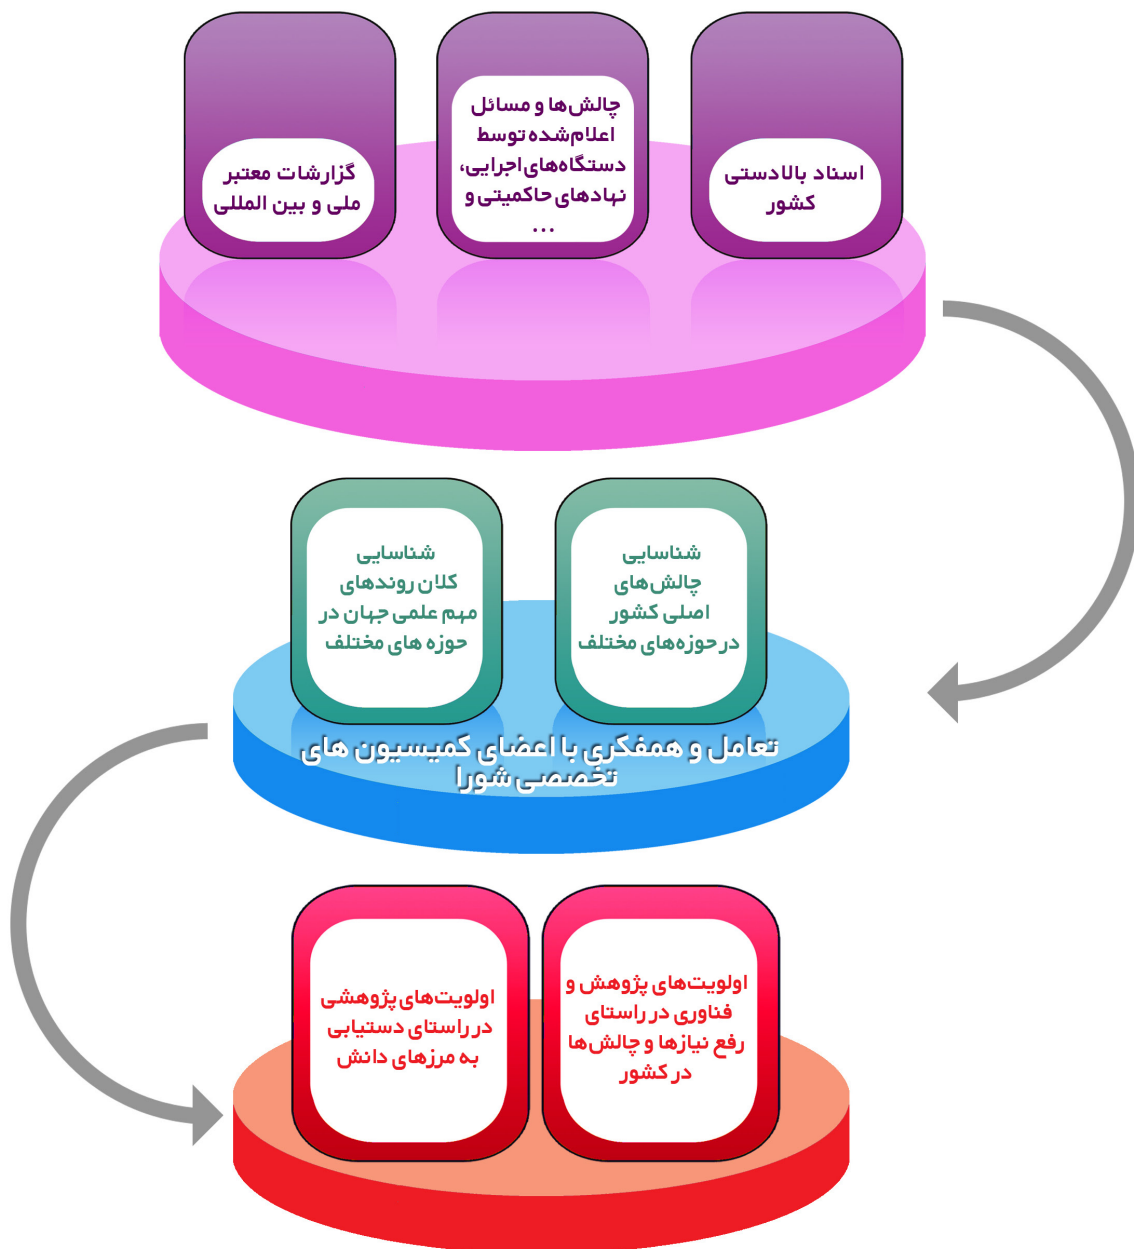 اسناد بالادستی
کشور
چالش‌ها و مسائل
اعلام‌شده توسط
دستگاه‌های اجرایی،
نهادهای حاکمیتی و
...
گزارشات معتبر
ملی و بین المللی
شناسایی
چالش‌های
اصلی کشور
در حوزه‌های مختلف
شناسایی
کلان روندهای
مهم علمی جهان در
حوزه های مختلف
تعامل و همفکری با اعضای کمیسیون های
تخصصی شورا
اولویت‌های پژوهش و
فناوری در راستای
رفع نیازها و چالش‌ها
در کشور
اولویت‌های پژوهشی
در راستای دستیابی
به مرزهای دانش